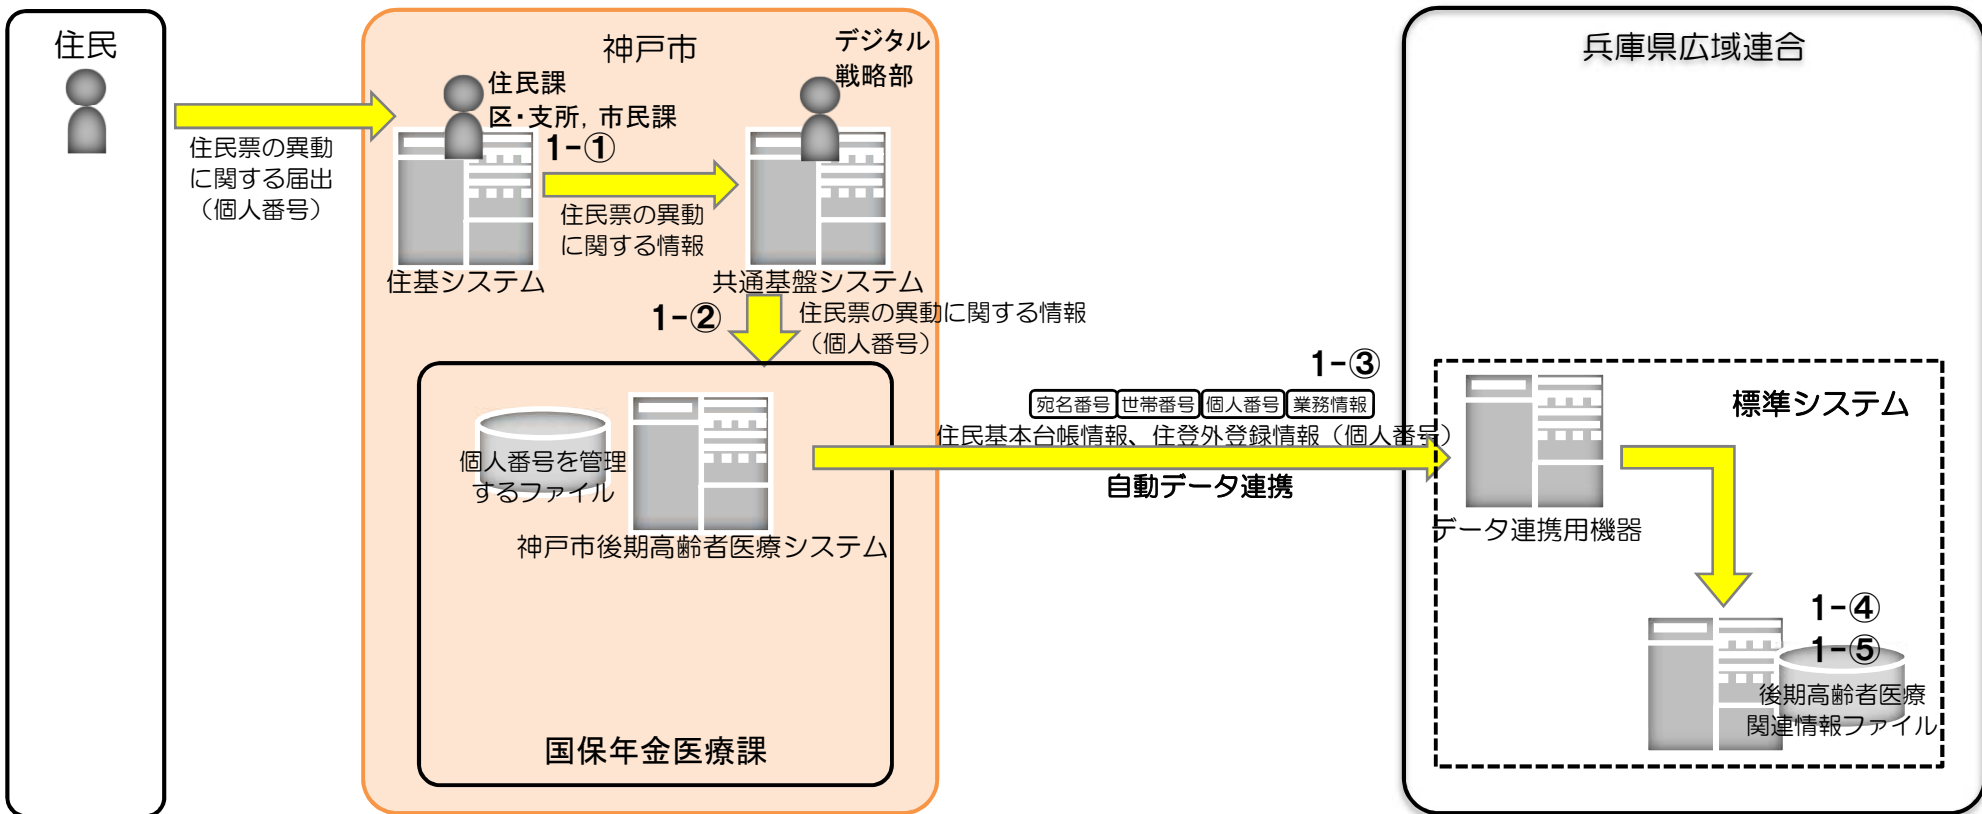 住民
住民票の異動
に関する届出
（個人番号）
神戸市
住民課
区・支所, 市民課
デジタル
戦略部
1-①
住民票の異動
に関する情報
住基システム
共通基盤システム
1-②
住民票の異動に関する情報
（個人番号）
個人番号を管理
するファイル
神戸市後期高齢者医療システム
国保年金医療課
1-③
宛名番号 世帯番号 個人番号 業務情報
住民基本台帳情報、住登外登録情報（個人番号）
自動データ連携
兵庫県広域連合
標準システム
データ連携用機器
1-④
1-⑤
後期高齢者医療
関連情報ファイル